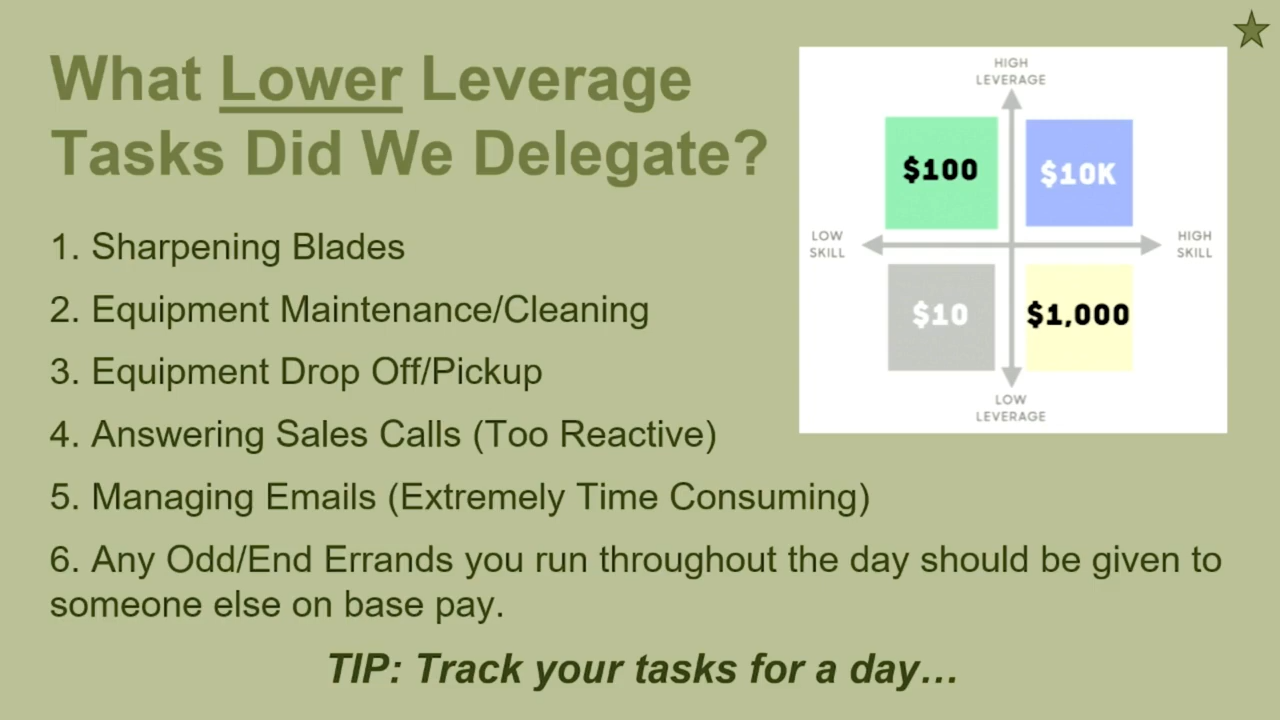 What Lower Leverage
Tasks Did We Delegate?
1. Sharpening Blades
2. Equipment Maintenance/Cleaning
3. Equipment Drop Off/Pickup
4. Answering Sales Calls (Too Reactive)
5. Managing Emails (Extremely Time Consuming)
6. Any Odd/End Errands you run throughout the day should be given to
someone else on base pay.
TIP: Track your tasks for a day…
HIGH
LEVERAGE
$100
$10K
LOW
SKILL
HIGH
SKILL
$10
$1,000
LOW
LEVERAGE